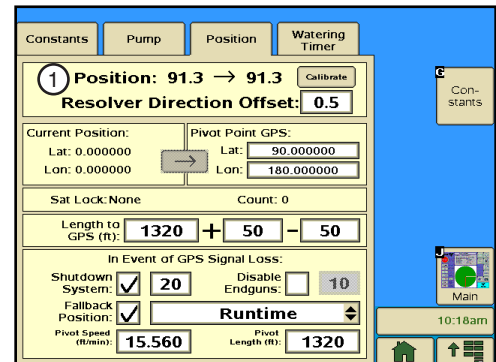 Constants
Pump
Position
Watering
Timer
1 Position: 91.3 → 91.3 Calibrate
Resolver Direction Offset: 0.5
Current Position:
Lat: 0.000000
Lon: 0.000000
→
Pivot Point GPS:
Lat: 90.000000
Lon: 180.000000
Sat Lock: None Count: 0
Length to
GPS (ft): 1320 + 50 - 50
In Event of GPS Signal Loss:
Shutdown
System: 20
Disable
Endguns: 10
Fallback
Position: Runtime
Pivot Speed
(ft/min): 15.560
Pivot
Length (ft): 1320
G
Con-
stants
J
Main
10:18am